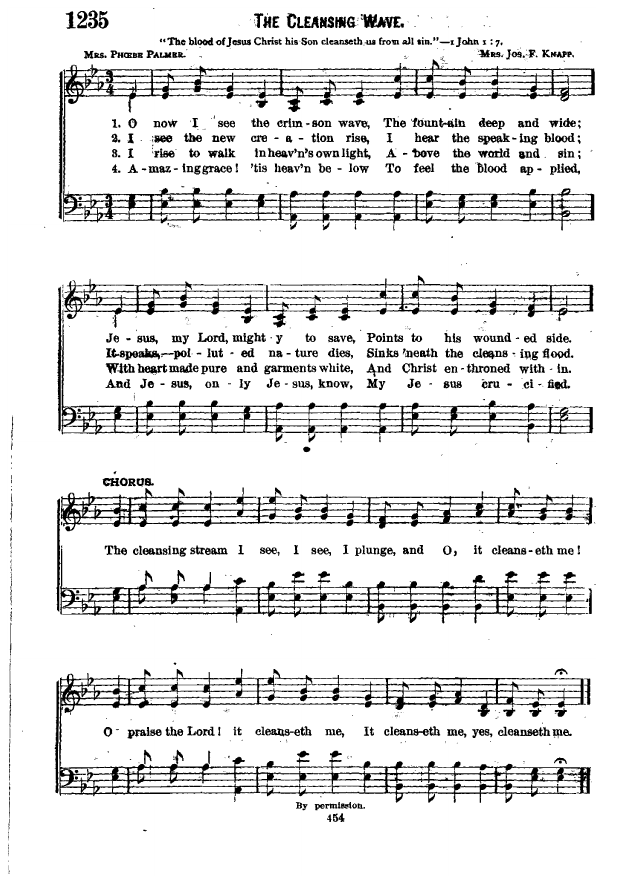 1235
THE CLEANSING WAVE.
"The blood of Jesus Christ his Son cleanseth us from all sin."—1 John 1 : 7.
MRS. PHŒBE PALMER. MRS. JOS. F. KNAPP.
1. O now I see the crim-son wave, The fount-ain deep and wide;
2. I see the new cre-a-tion rise, I hear the speak-ing blood;
3. I rise to walk in heav'n's own light, A-bove the world and sin;
4. A-maz-ing grace! 'tis heav'n be-low To feel the blood ap-plied,
Je-sus, my Lord, might y to save, Points to his wound-ed side.
It speaks,—pol-lut-ed na-ture dies, Sinks 'neath the cleans-ing flood.
With heart made pure and garments white, And Christ en-throned with-in.
And Je-sus, on-ly Je-sus, know, My Je-sus cru-ci-fied.
CHORUS.
The cleansing stream I see, I see, I plunge, and O, it cleans-eth me!
O praise the Lord! it cleans-eth me, It cleans-eth me, yes, cleanseth me.
By permission.
454